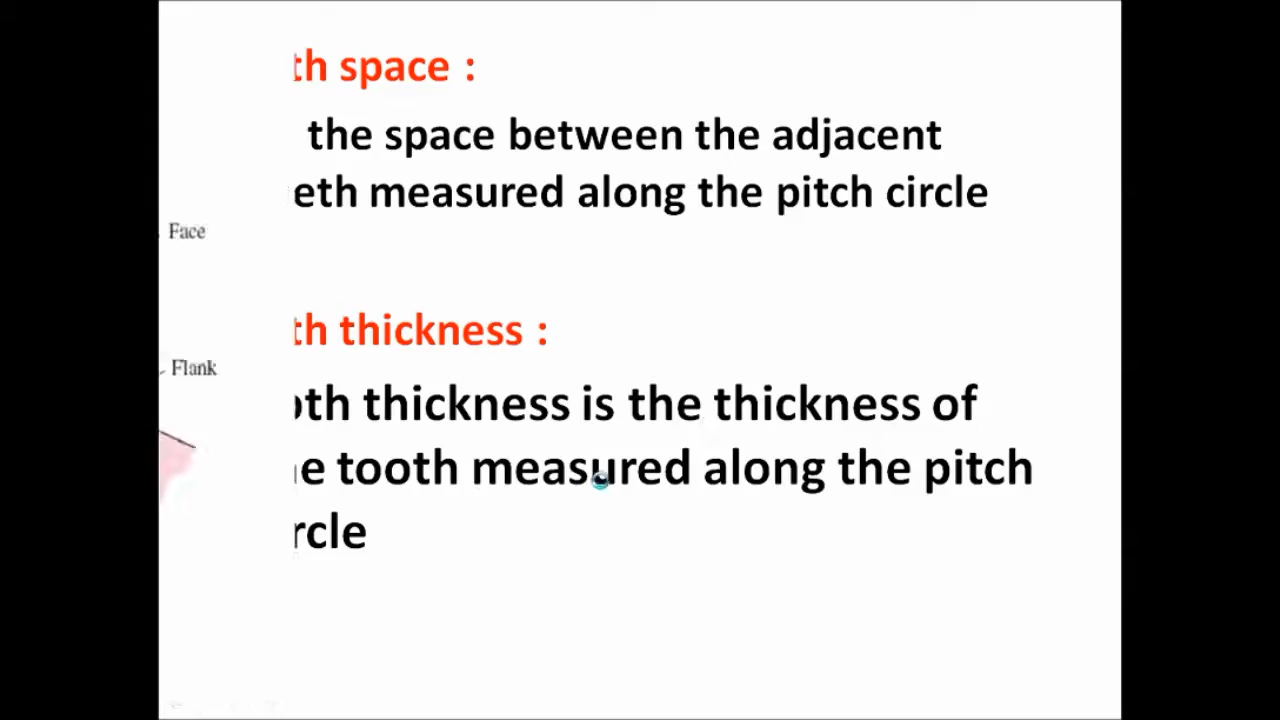 th space :
the space between the adjacent
eeth measured along the pitch circle
Face
th thickness :
Flank
oth thickness is the thickness of
e tooth measured along the pitch
rcle